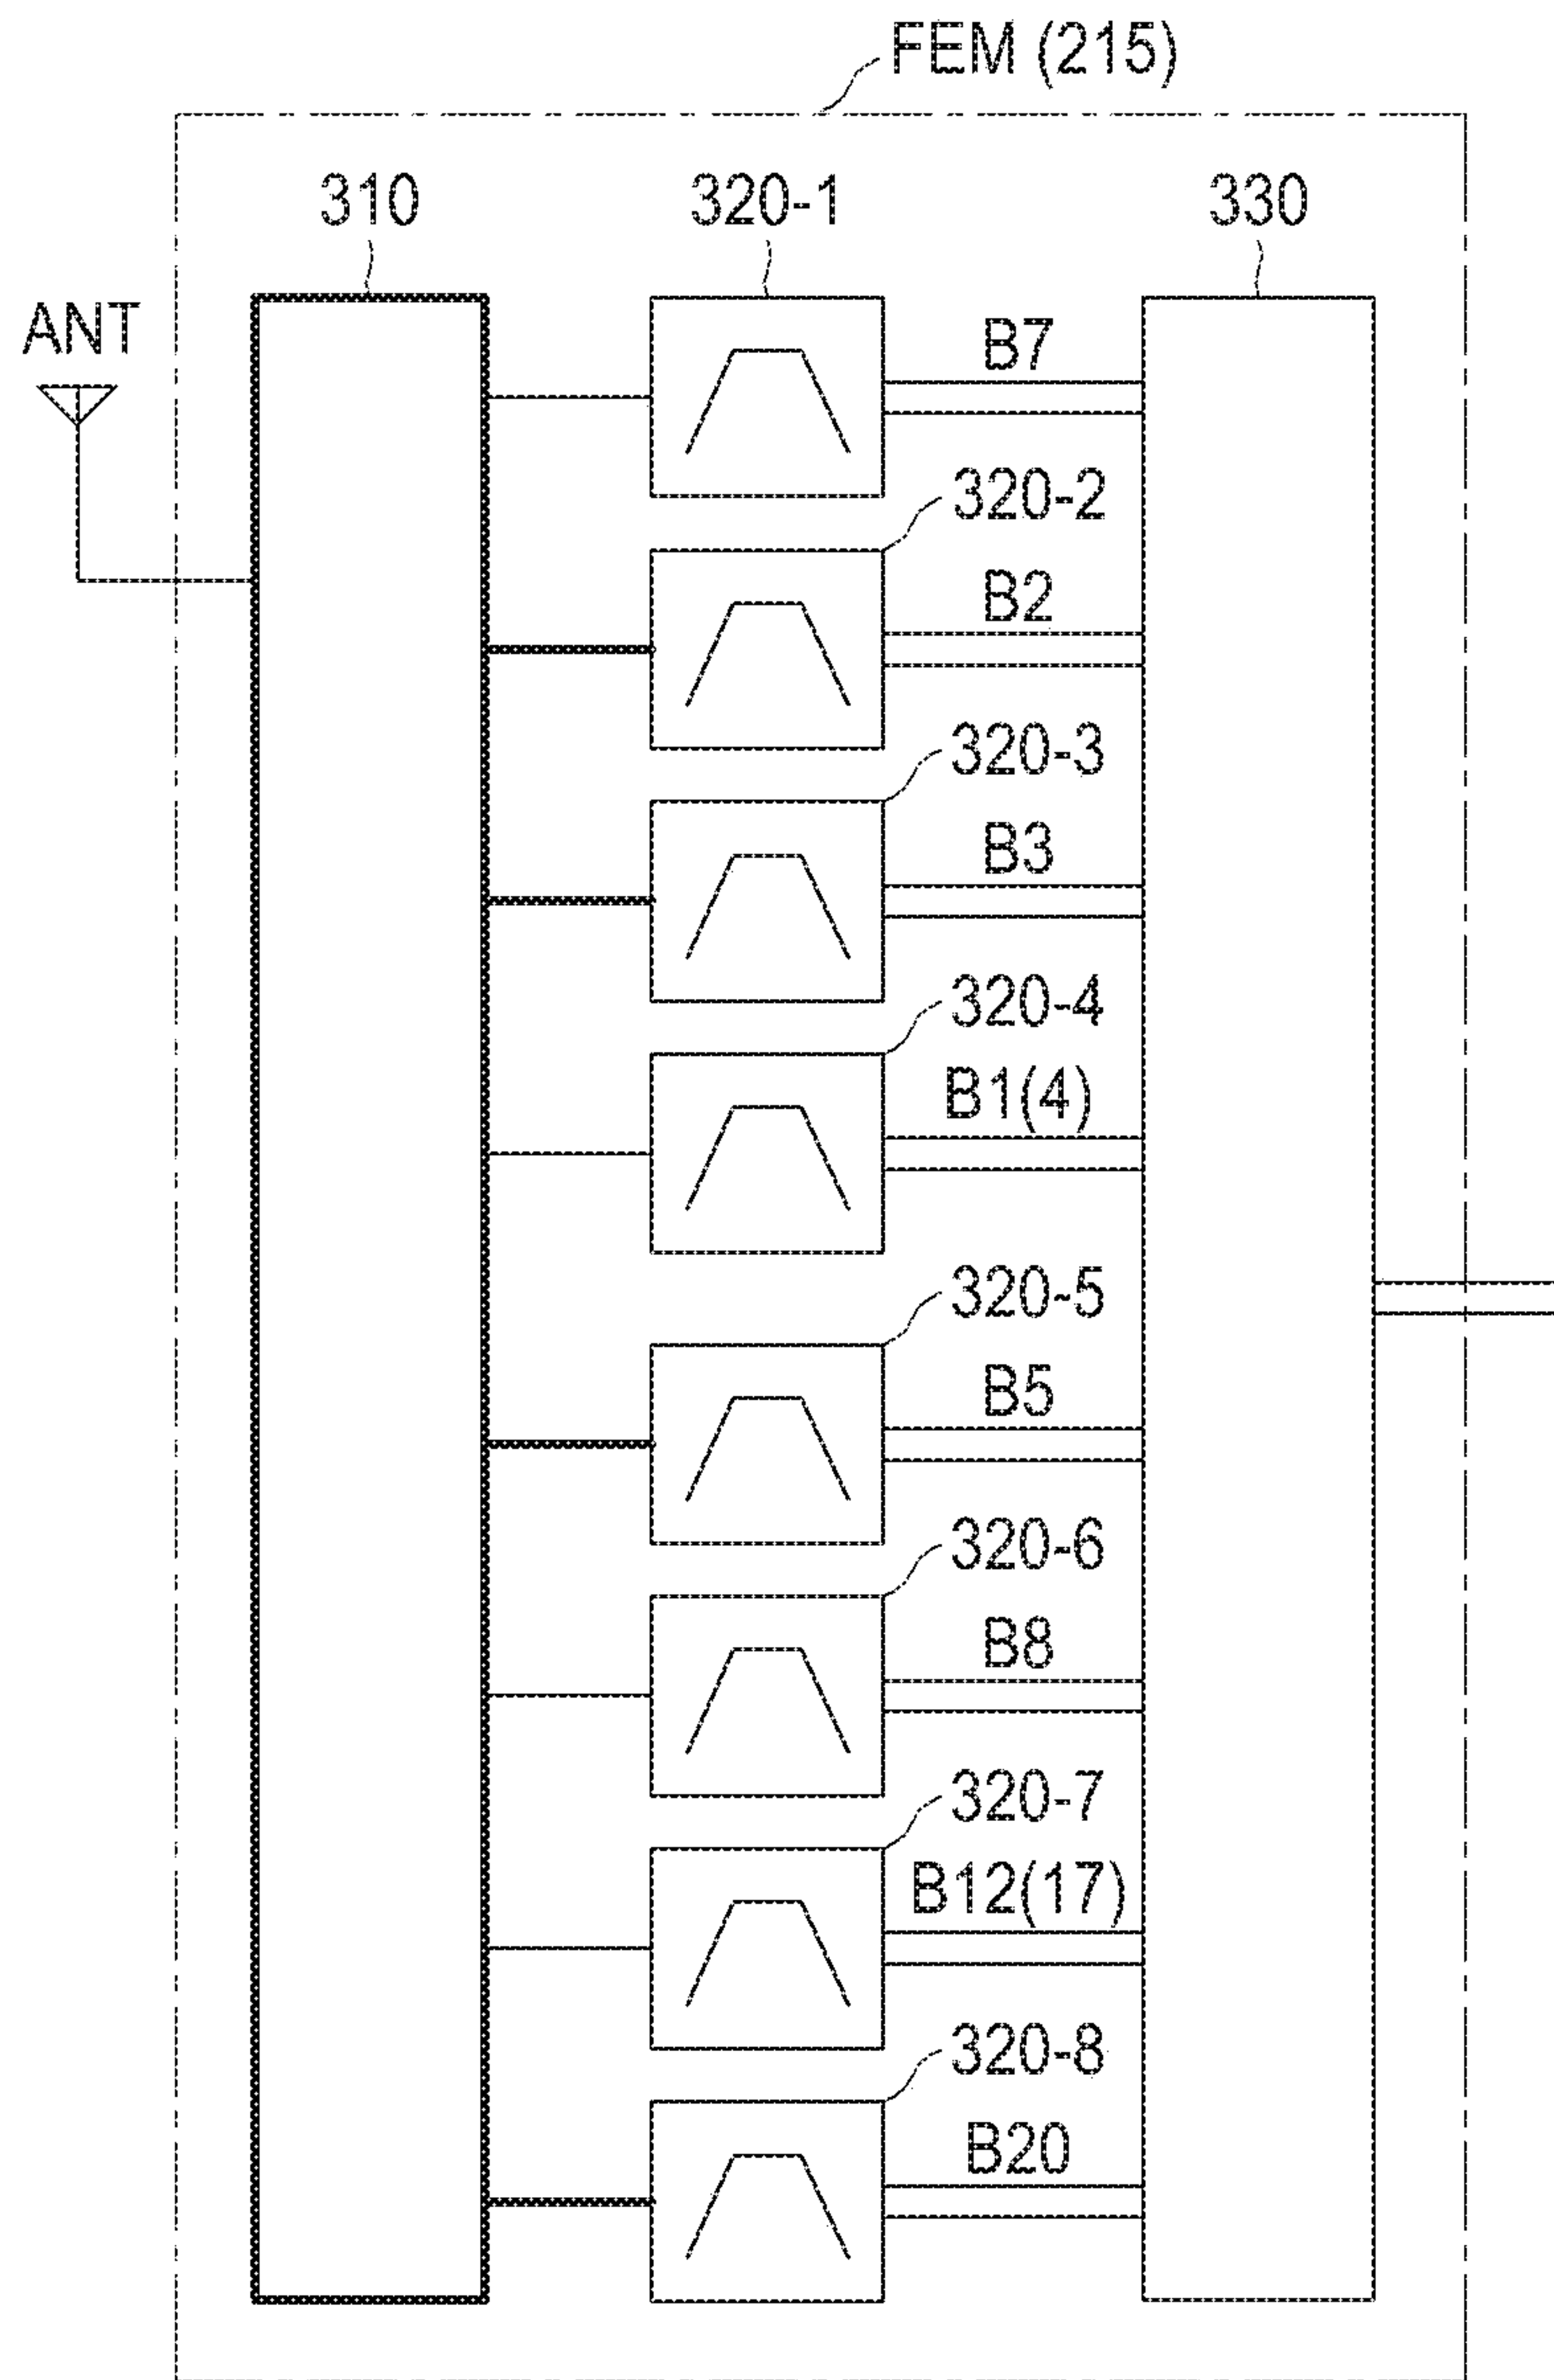 FEM (215)
310
320-1
330
ANT
B7
320-2
B2
320-3
B3
320-4
B1(4)
320-5
B5
320-6
B8
320-7
B12(17)
320-8
B20